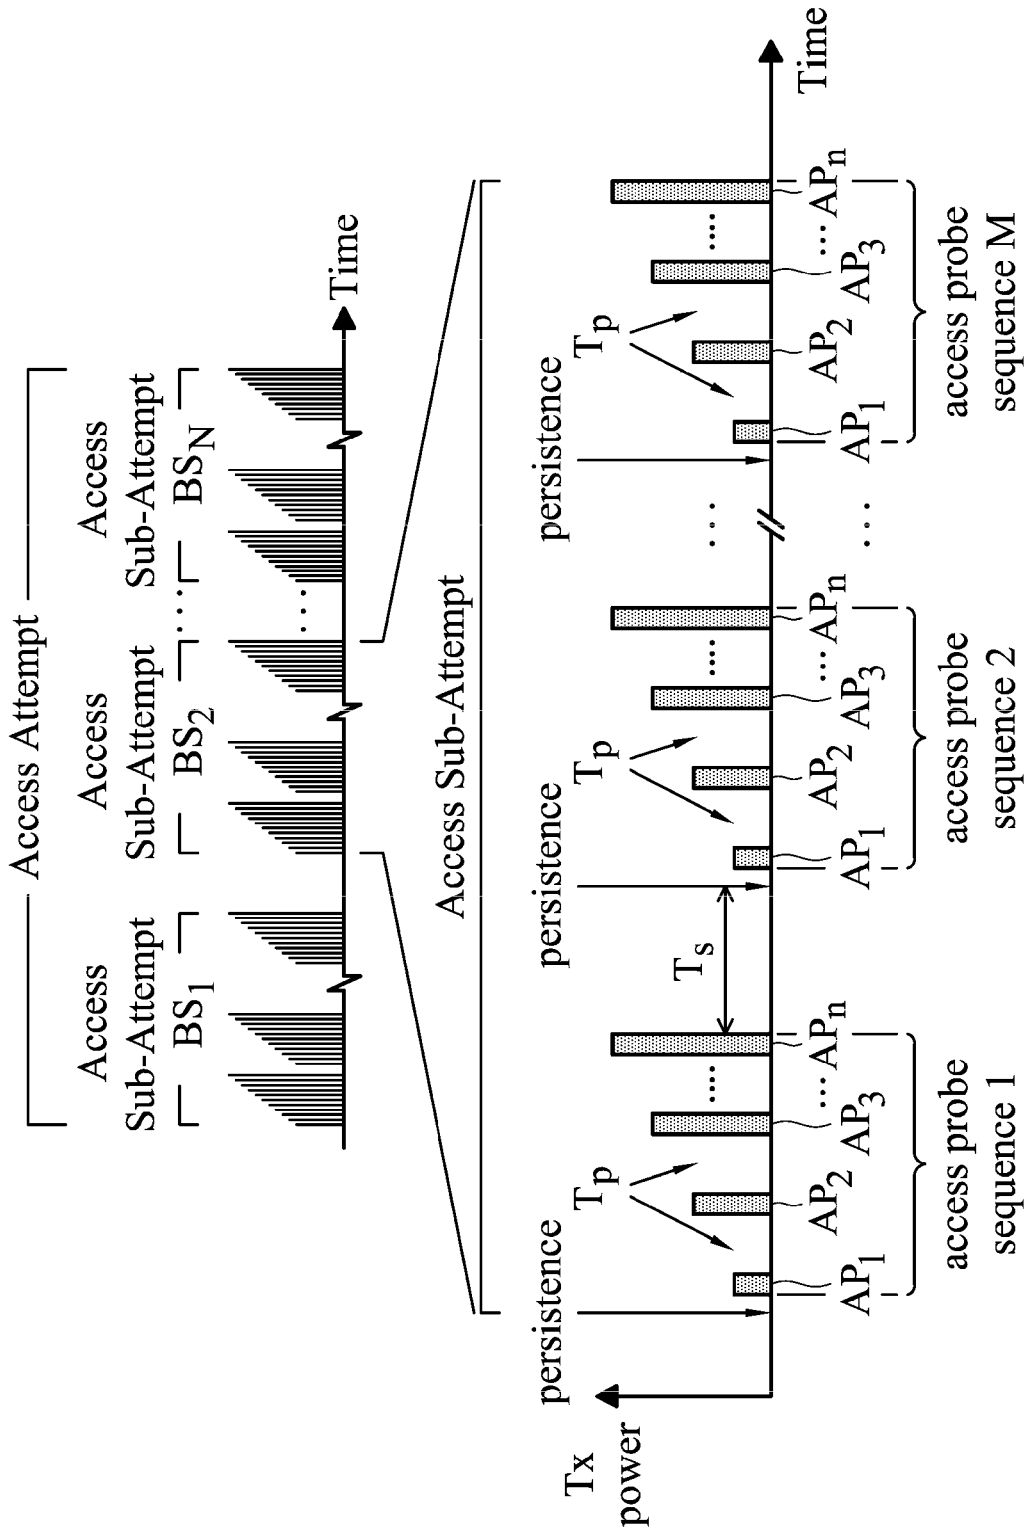 Access Attempt
Access
Sub-Attempt
BS1
Access
Sub-Attempt
BS2
....
Access
Sub-Attempt
BSN
....
Time
Access Sub-Attempt
Tx
power
persistence
Tp
....
Ts
persistence
Tp
....
...
persistence
Tp
....
Time
AP1
AP2
AP3
...
APn
AP1
AP2
AP3
...
APn
...
AP1
AP2
AP3
...
APn
access probe
sequence 1
access probe
sequence 2
access probe
sequence M